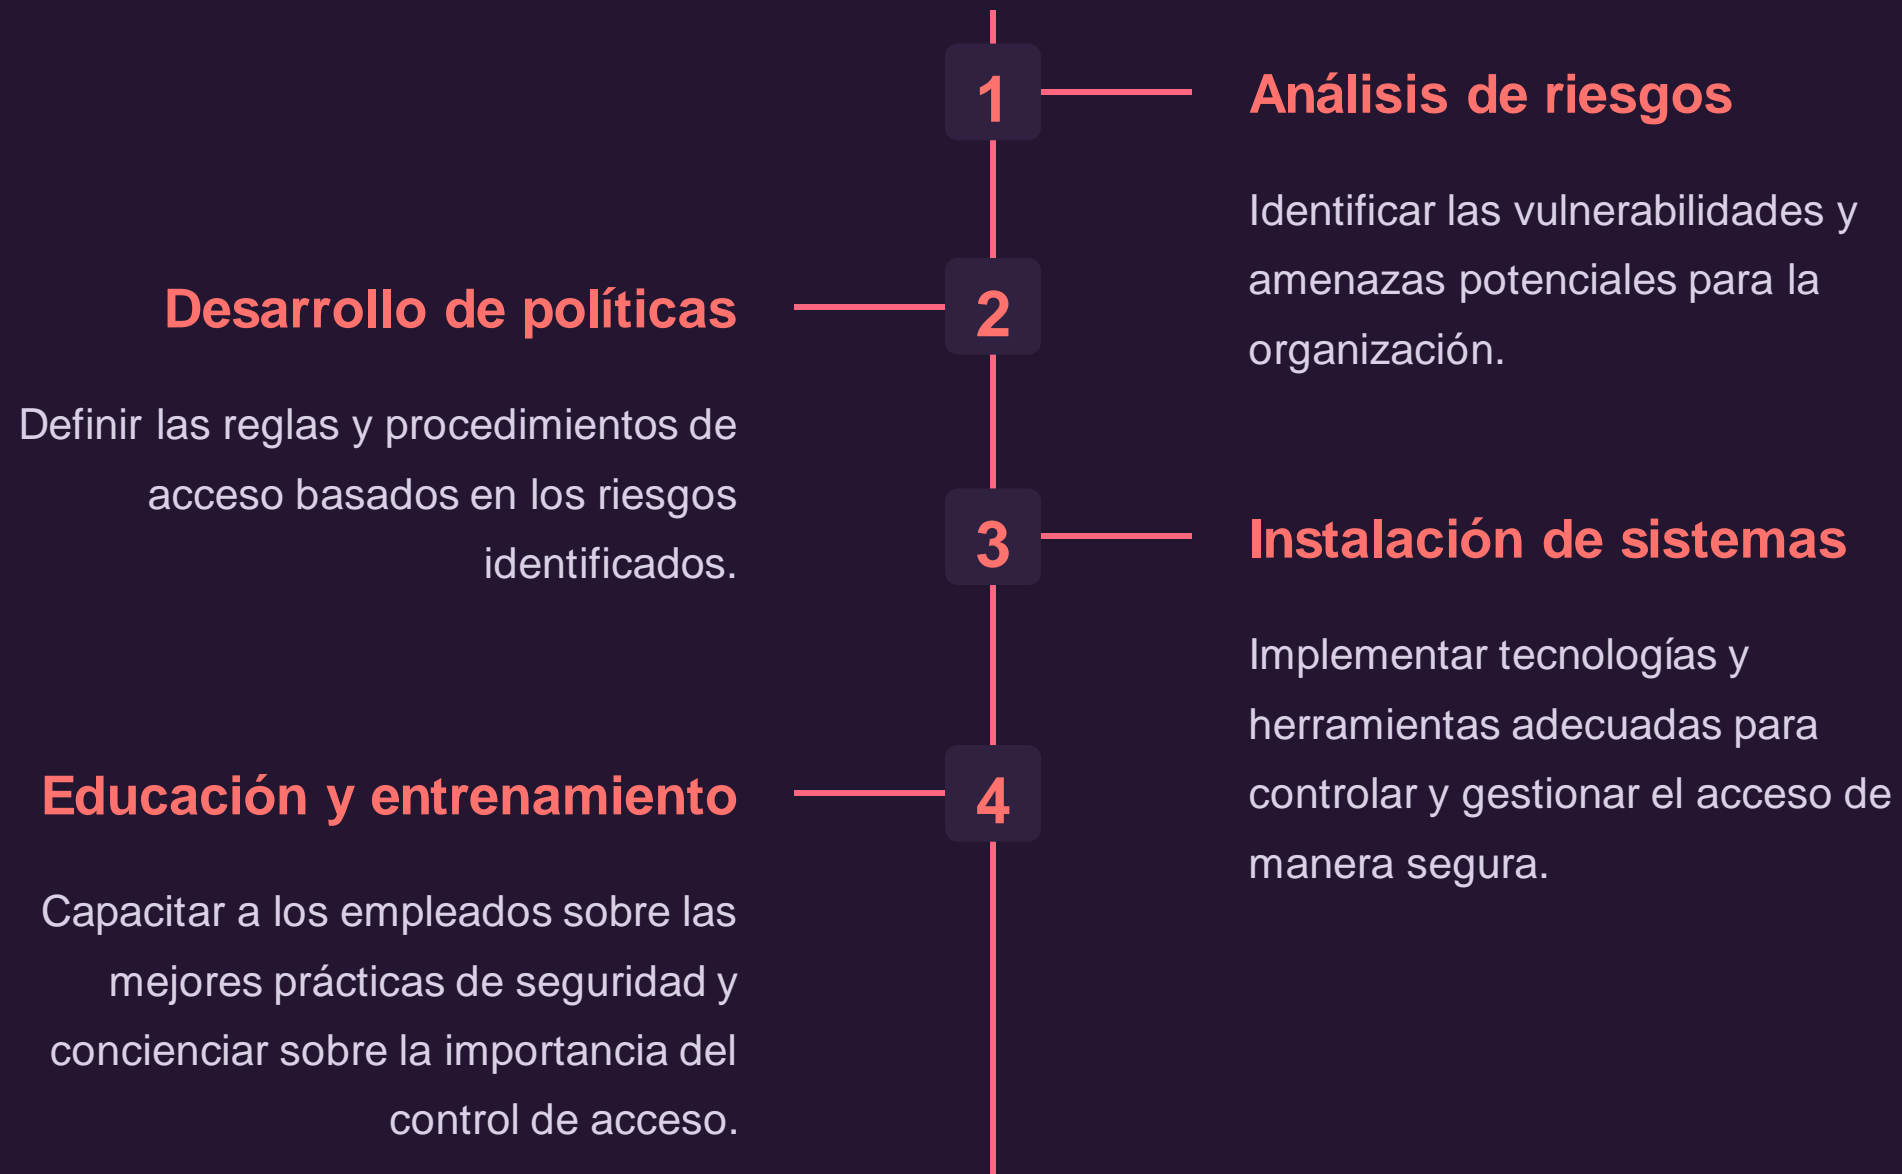 1
Análisis de riesgos
Identificar las vulnerabilidades y
amenazas potenciales para la
organización.
2
Desarrollo de políticas
Definir las reglas y procedimientos de
acceso basados en los riesgos
identificados.
3
Instalación de sistemas
Implementar tecnologías y
herramientas adecuadas para
controlar y gestionar el acceso de
manera segura.
4
Educación y entrenamiento
Capacitar a los empleados sobre las
mejores prácticas de seguridad y
concienciar sobre la importancia del
control de acceso.